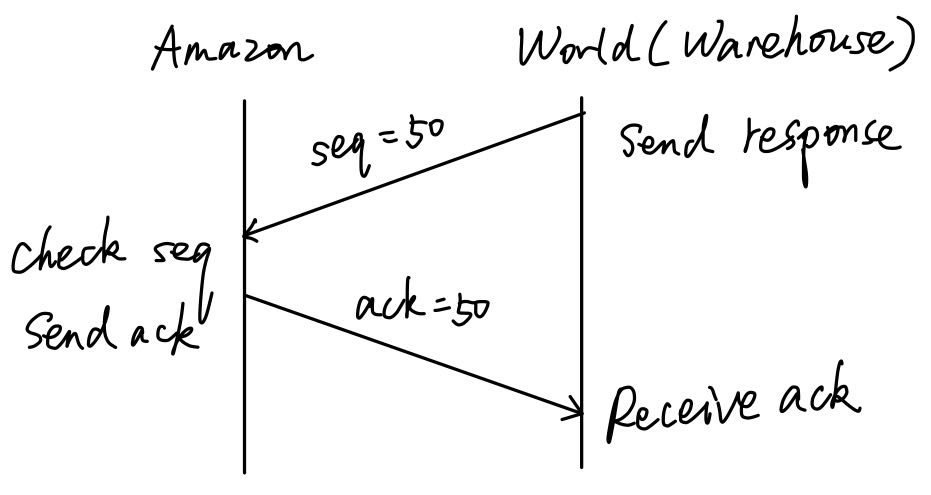 Amazon
World (Warehouse)
seq = 50
Send response
check seq
Send ack
ack = 50
Receive ack